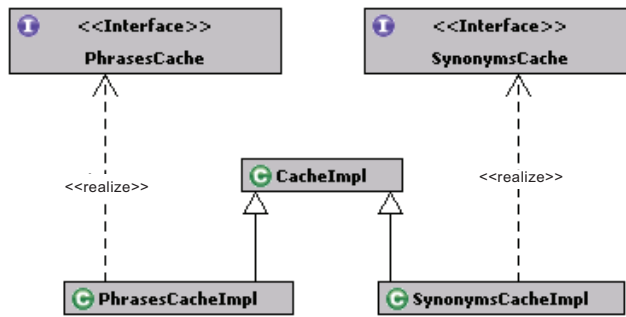 I <<Interface>>
PhrasesCache
I <<Interface>>
SynonymsCache
<<realize>>
C CacheImpl
<<realize>>
C PhrasesCacheImpl
C SynonymsCacheImpl